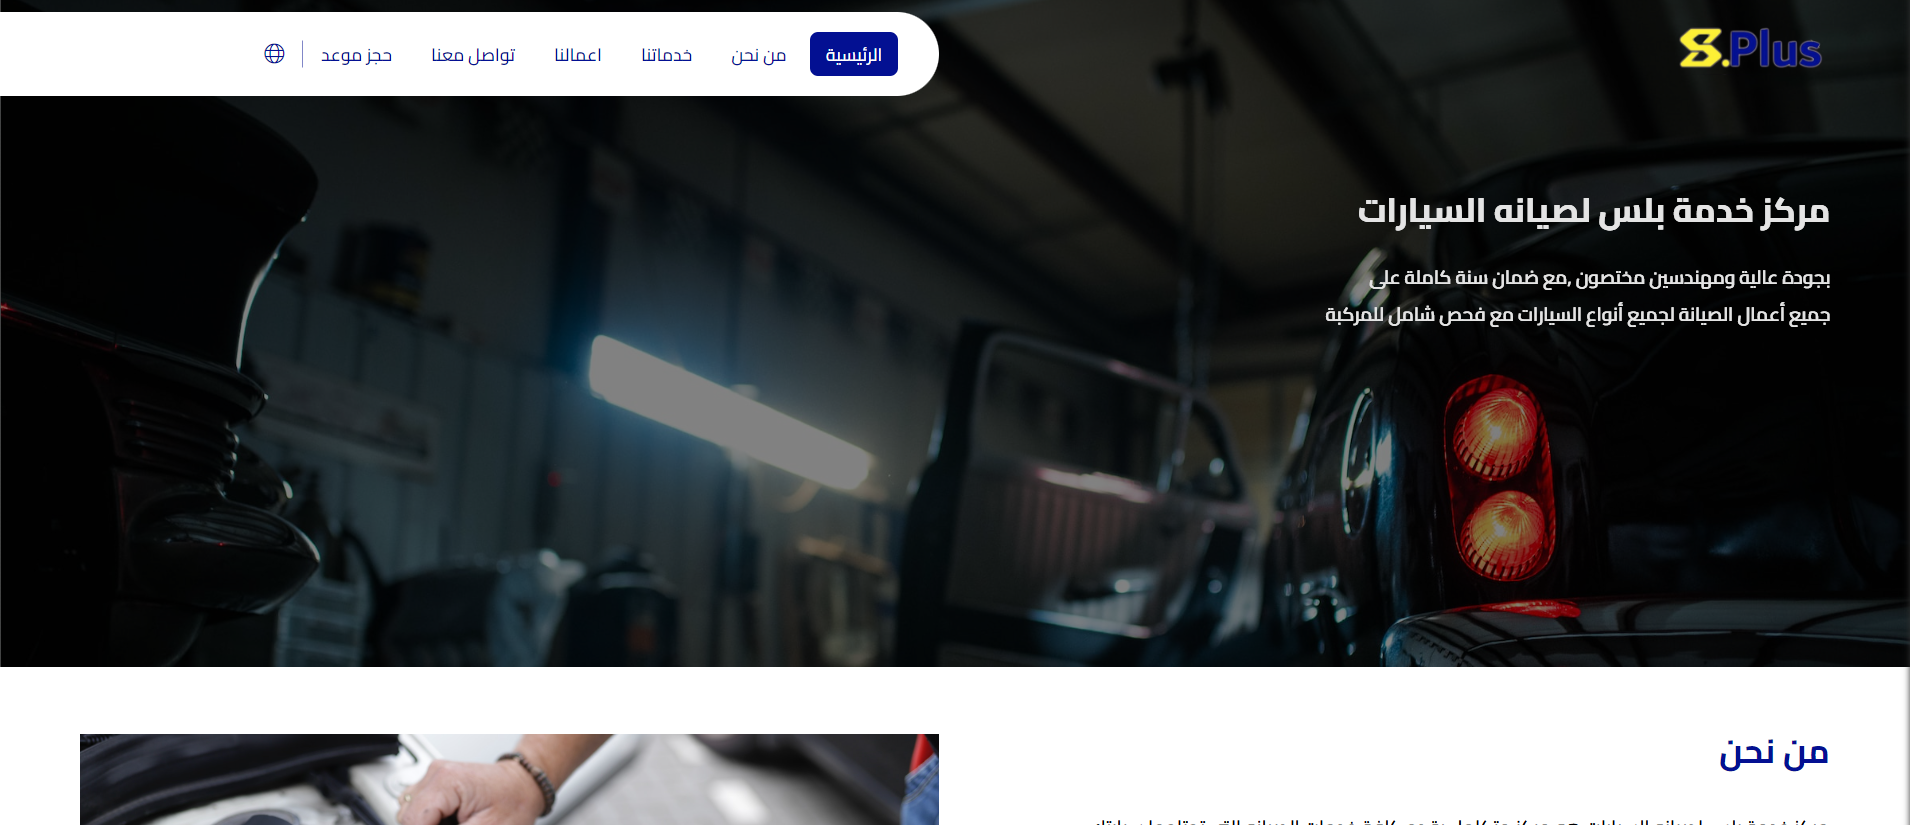 S.Plus
الرئيسية
من نحن
خدماتنا
اعمالنا
تواصل معنا
حجز موعد
مركز خدمة بلس لصيانه السيارات
بجودة عالية ومهندسين مختصون ,مع ضمان سنة كاملة على
جميع أعمال الصيانة لجميع أنواع السيارات مع فحص شامل للمركبة
من نحن